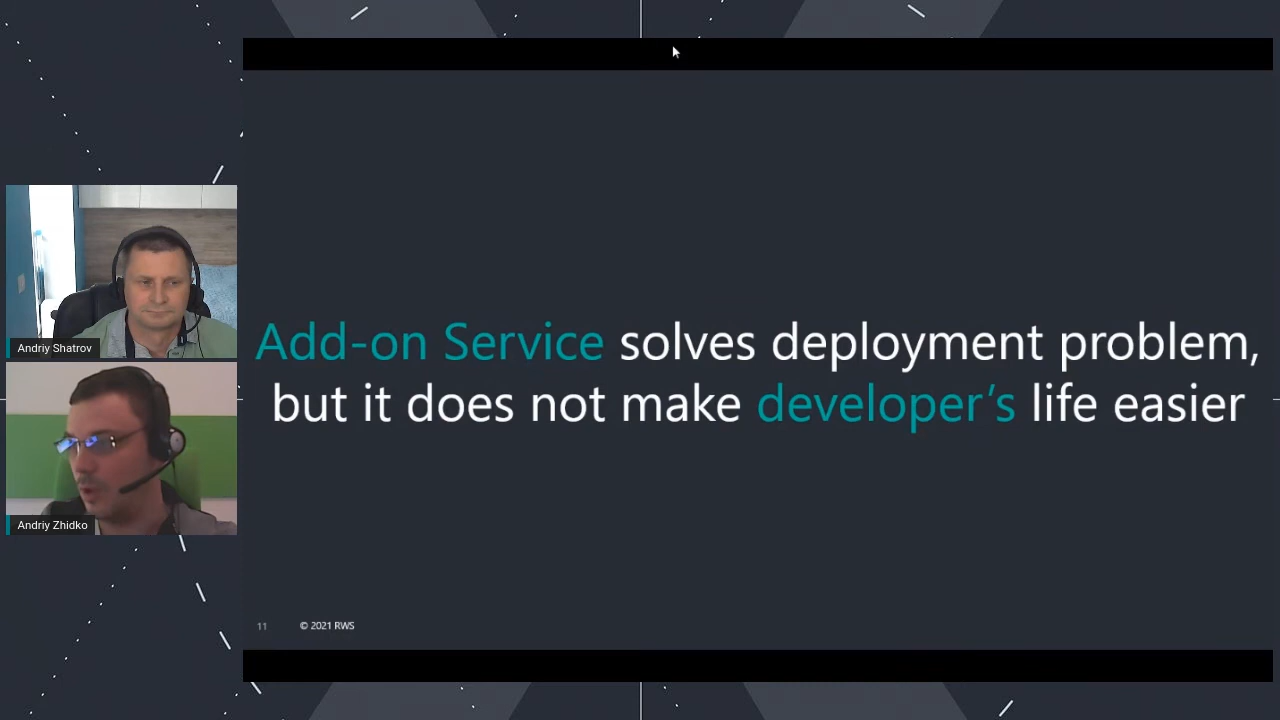 Andriy Shatrov
Andriy Zhidko
Add-on Service solves deployment problem,
but it does not make developer’s life easier
11 © 2021 RWS